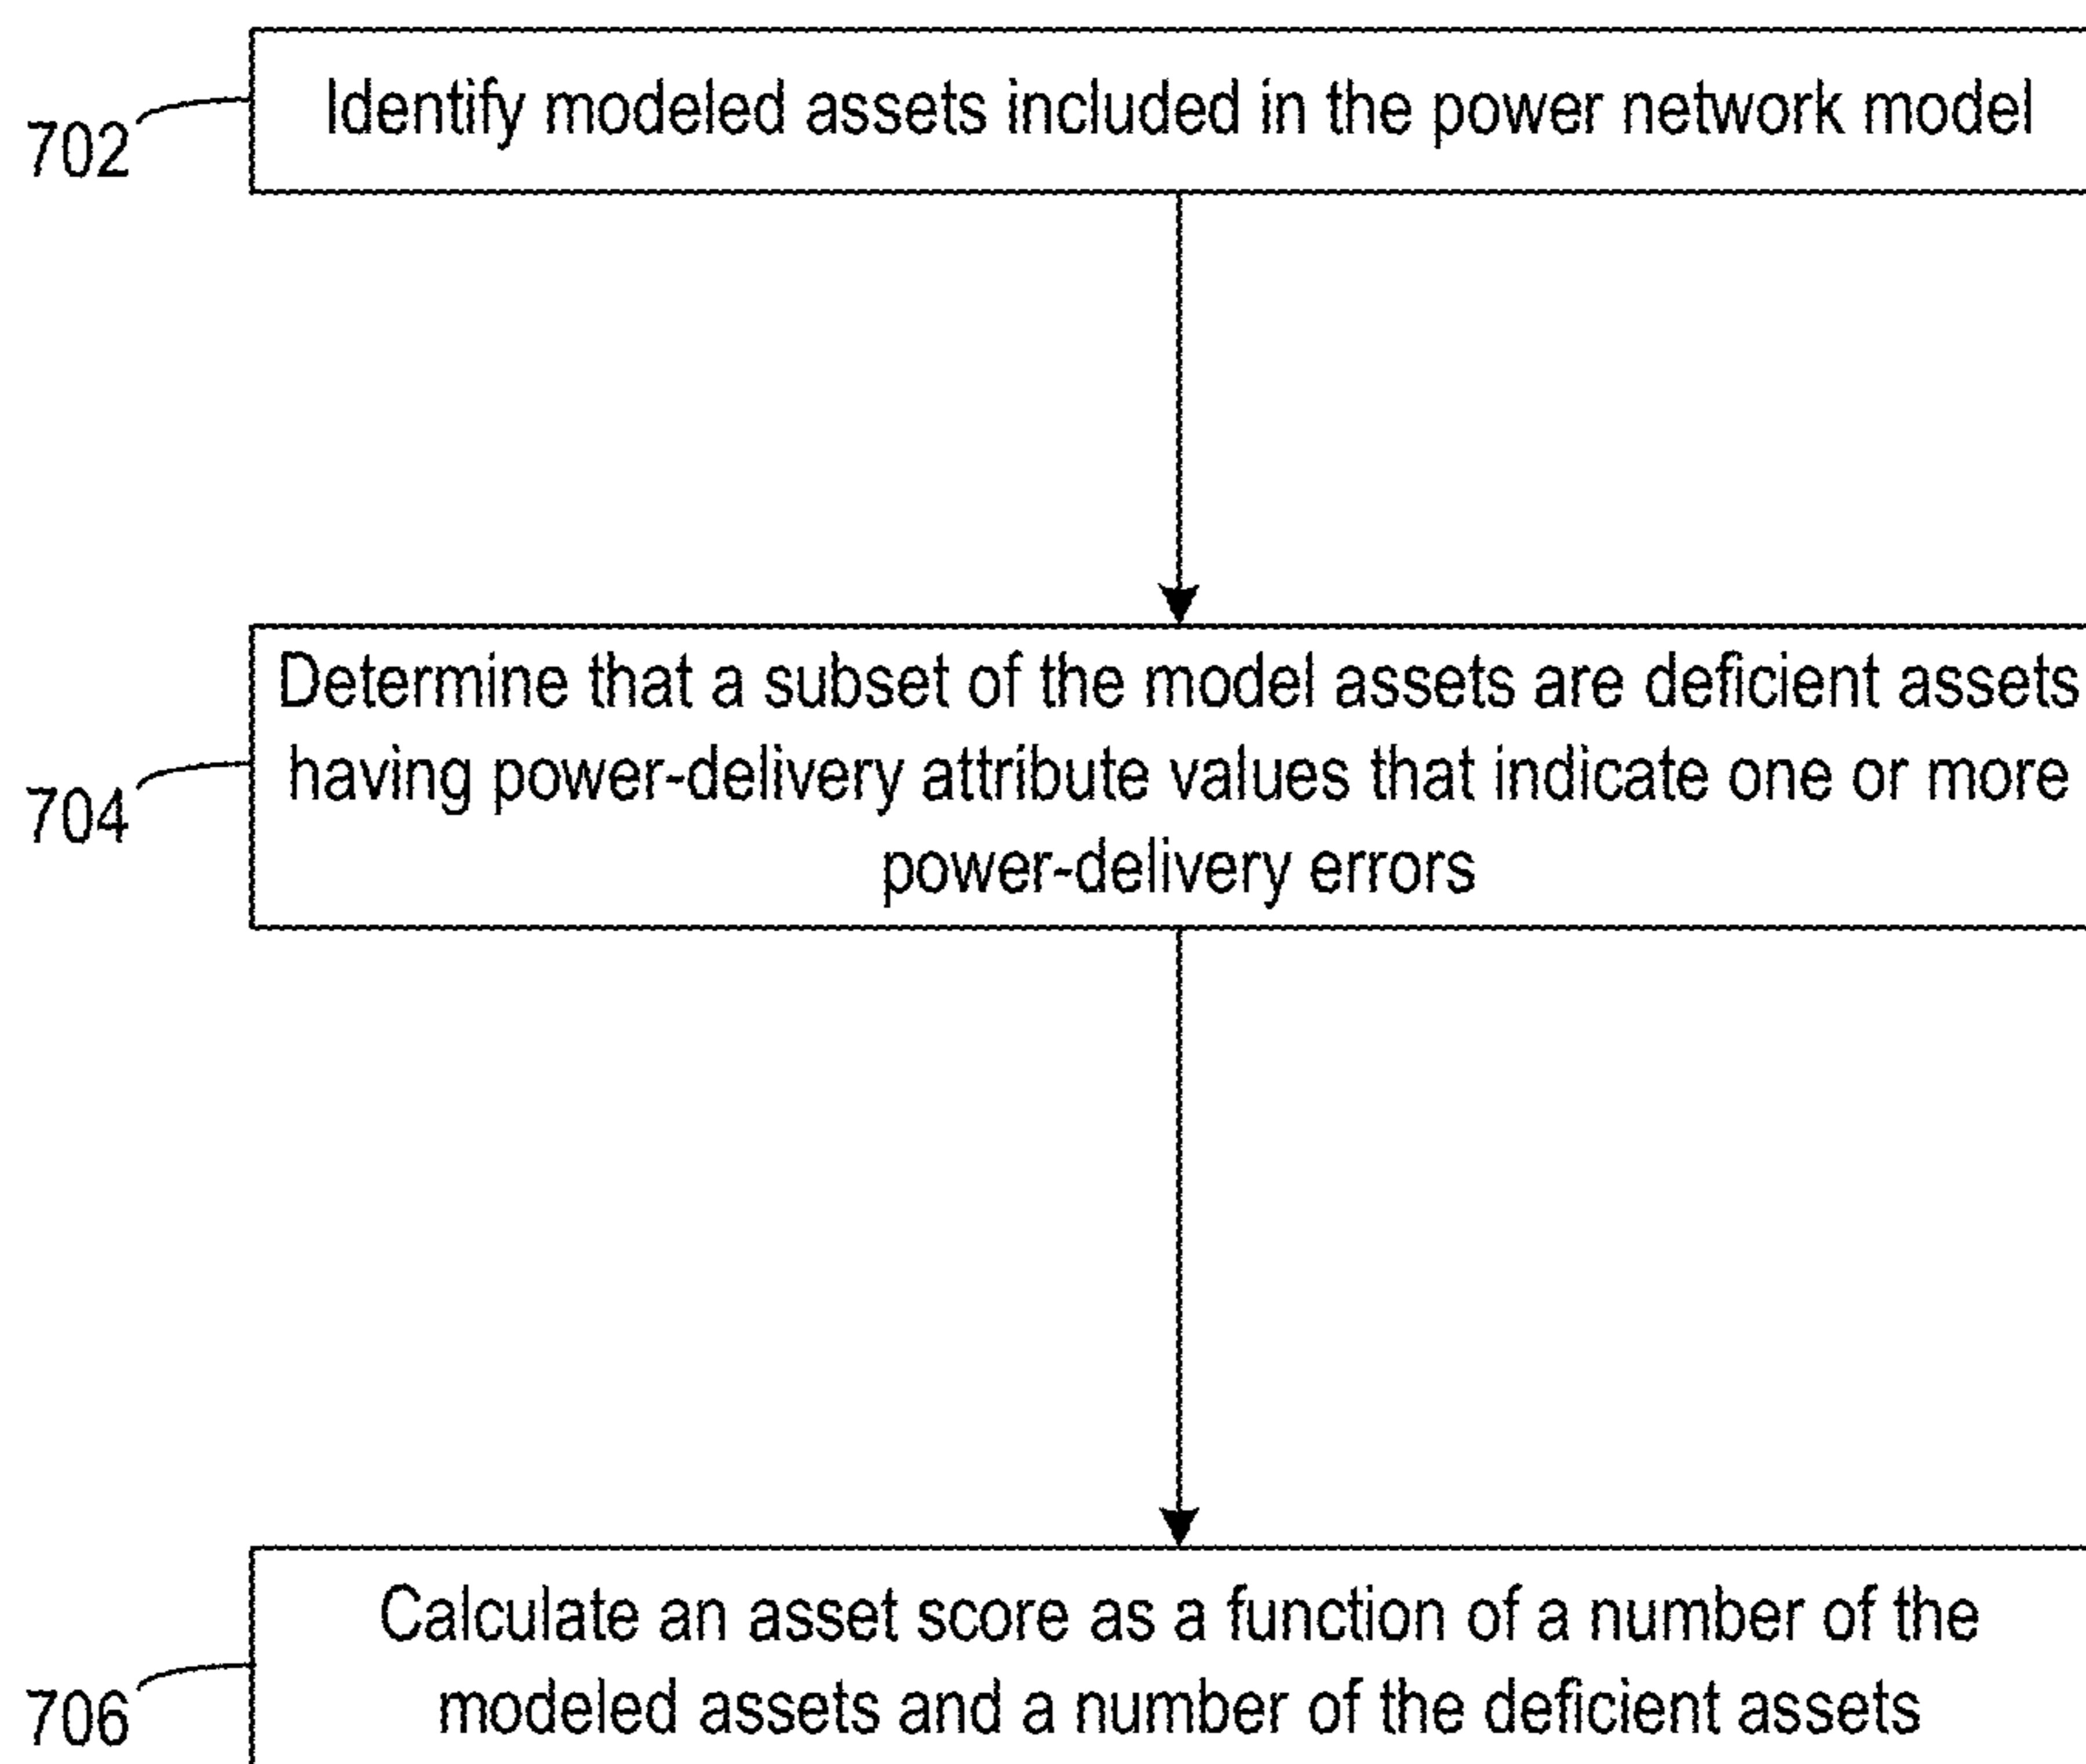 Identify modeled assets included in the power network model
702
Determine that a subset of the model assets are deficient assets
having power-delivery attribute values that indicate one or more
704
power-delivery errors
Calculate an asset score as a function of a number of the
modeled assets and a number of the deficient assets
706